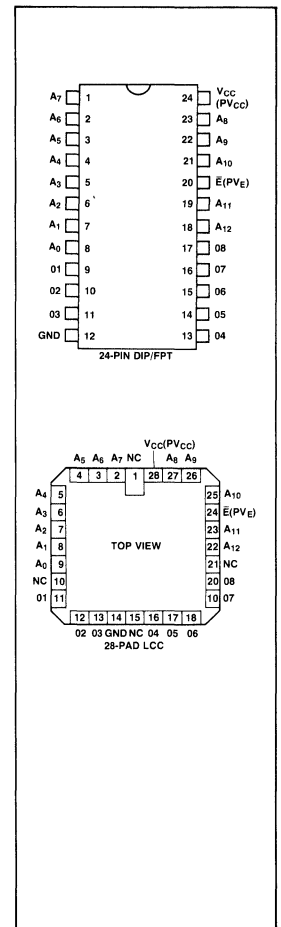 A7 1 24 VCC
(PVCC)
A6 2 23 A8
A5 3 22 A9
A4 4 21 A10
A3 5 20 E̅(PVE)
A2 6 19 A11
A1 7 18 A12
A0 8 17 08
01 9 16 07
02 10 15 06
03 11 14 05
GND 12 13 04
24-PIN DIP/FPT
VCC(PVCC)
A5 A6 A7 NC A8 A9
4 3 2 1 28 27 26
A4 5 25 A10
A3 6 24 E̅(PVE)
A2 7 23 A11
A1 8 TOP VIEW 22 A12
A0 9 21 NC
NC 10 20 08
01 11 10 07
12 13 14 15 16 17 18
02 03 GND NC 04 05 06
28-PAD LCC